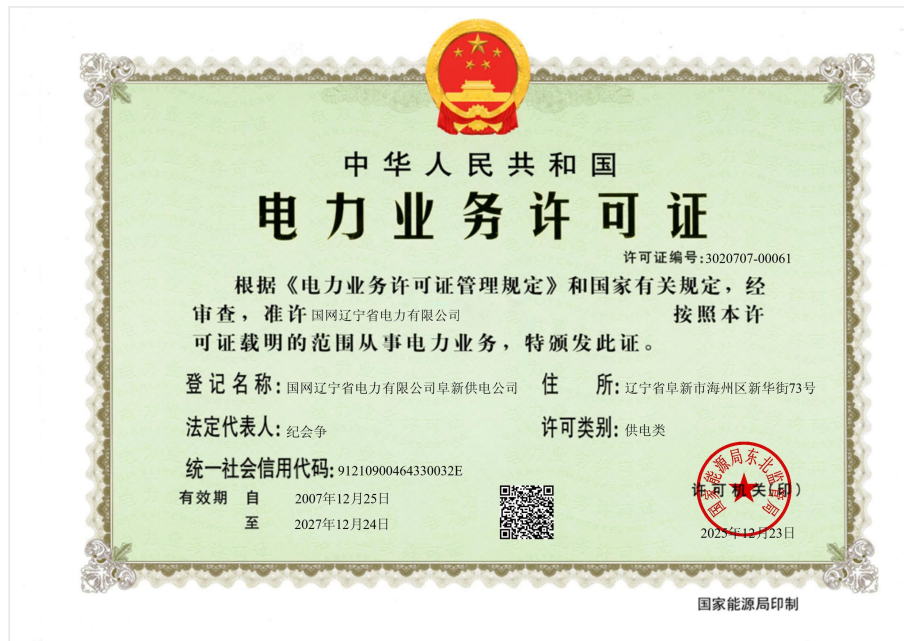 中华人民共和国
电力业务许可证
许可证编号:3020707-00061
根据《电力业务许可证管理规定》和国家有关规定，经
审查，准许 国网辽宁省电力有限公司 按照本许
可证载明的范围从事电力业务，特颁发此证。
登记名称: 国网辽宁省电力有限公司阜新供电公司 住 所: 辽宁省阜新市海州区新华街73号
法定代表人: 纪会争 许可类别: 供电类
统一社会信用代码: 91210900464330032E
有效期 自 2007年12月25日 许可机关(印)
国家能源局东北监管局
至 2027年12月24日 2025年12月23日
国家能源局印制